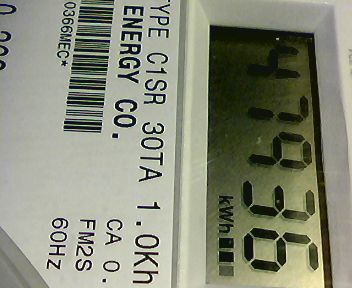 47936
kWh
TYPE C1SR 30TA 1.0Kh
ENERGY CO. CA 0.
FM2S
0366MEC* 60HZ